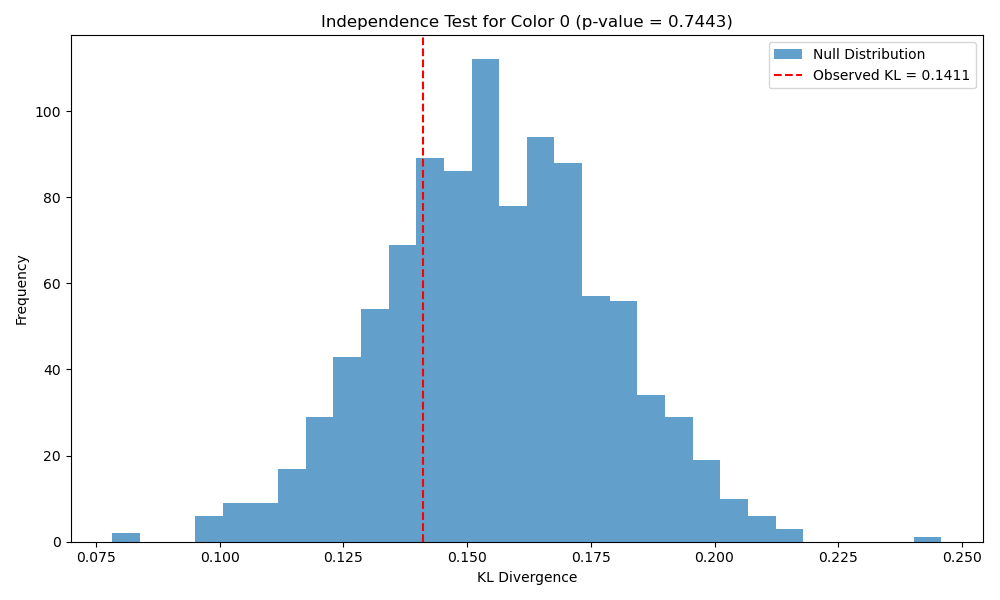 Independence Test for Color 0 (p-value = 0.7443)
Null Distribution
Observed KL = 0.1411
Frequency
100
80
60
40
20
0
0.075 0.100 0.125 0.150 0.175 0.200 0.225 0.250
KL Divergence